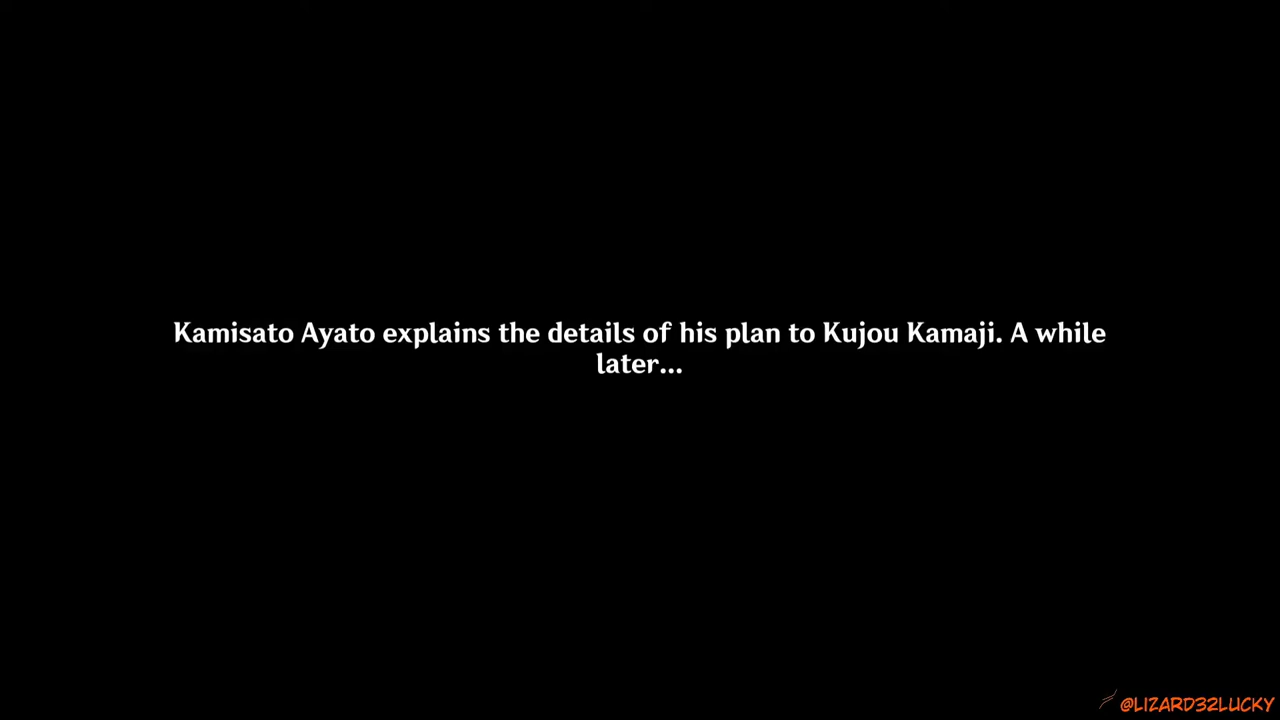 Kamisato Ayato explains the details of his plan to Kujou Kamaji. A while
later...
@LIZARD32LUCKY